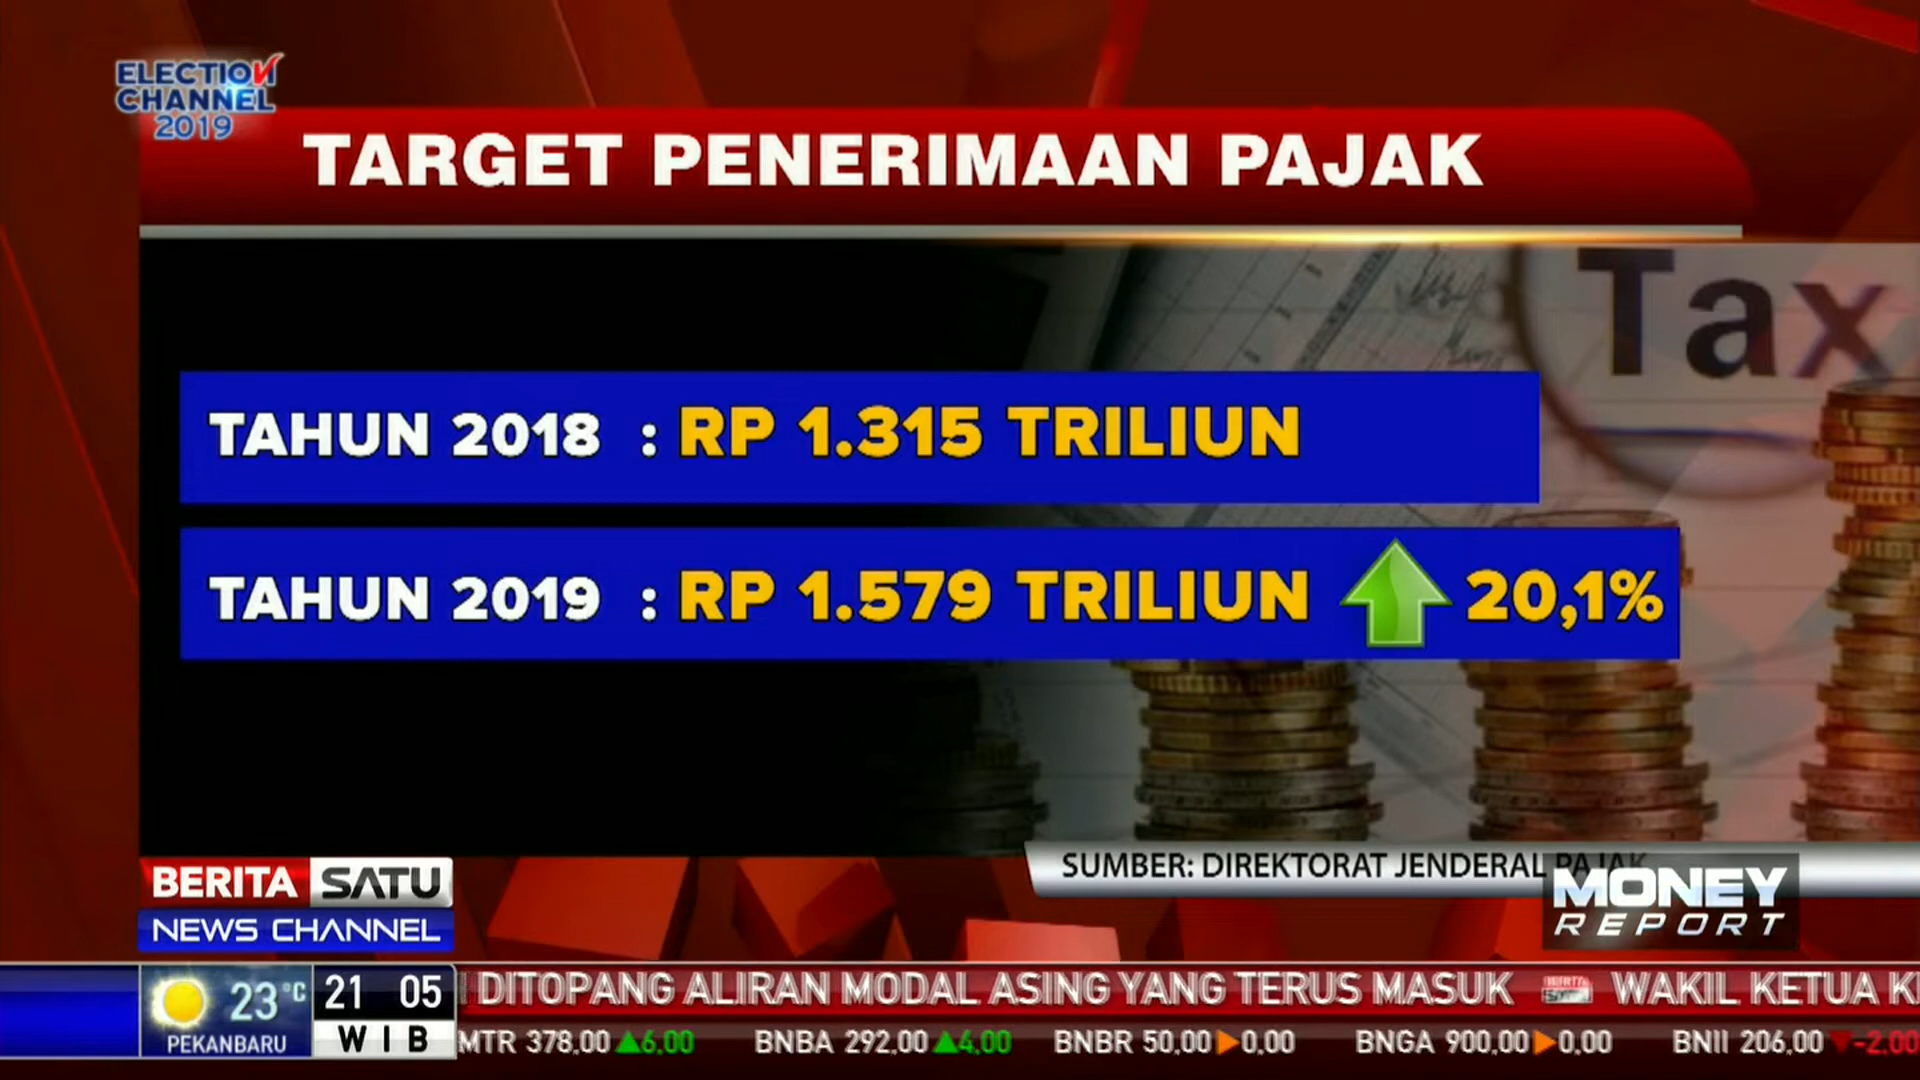 ELECTION
CHANNEL
2019
TARGET PENERIMAAN PAJAK
Tax
TAHUN 2018 : RP 1.315 TRILIUN
TAHUN 2019 : RP 1.579 TRILIUN 20,1%
SUMBER: DIREKTORAT JENDERAL PAJAK
MONEY
REPORT
BERITA SATU
NEWS CHANNEL
23°C
PEKANBARU
21 05
WIB
DITOPANG ALIRAN MODAL ASING YANG TERUS MASUK WAKIL KETUA
MTR 378,00 6,00 BNBA 292,00 4,00 BNBR 50,00 0,00 BNGA 900,00 0,00 BNII 206,00 -2,00